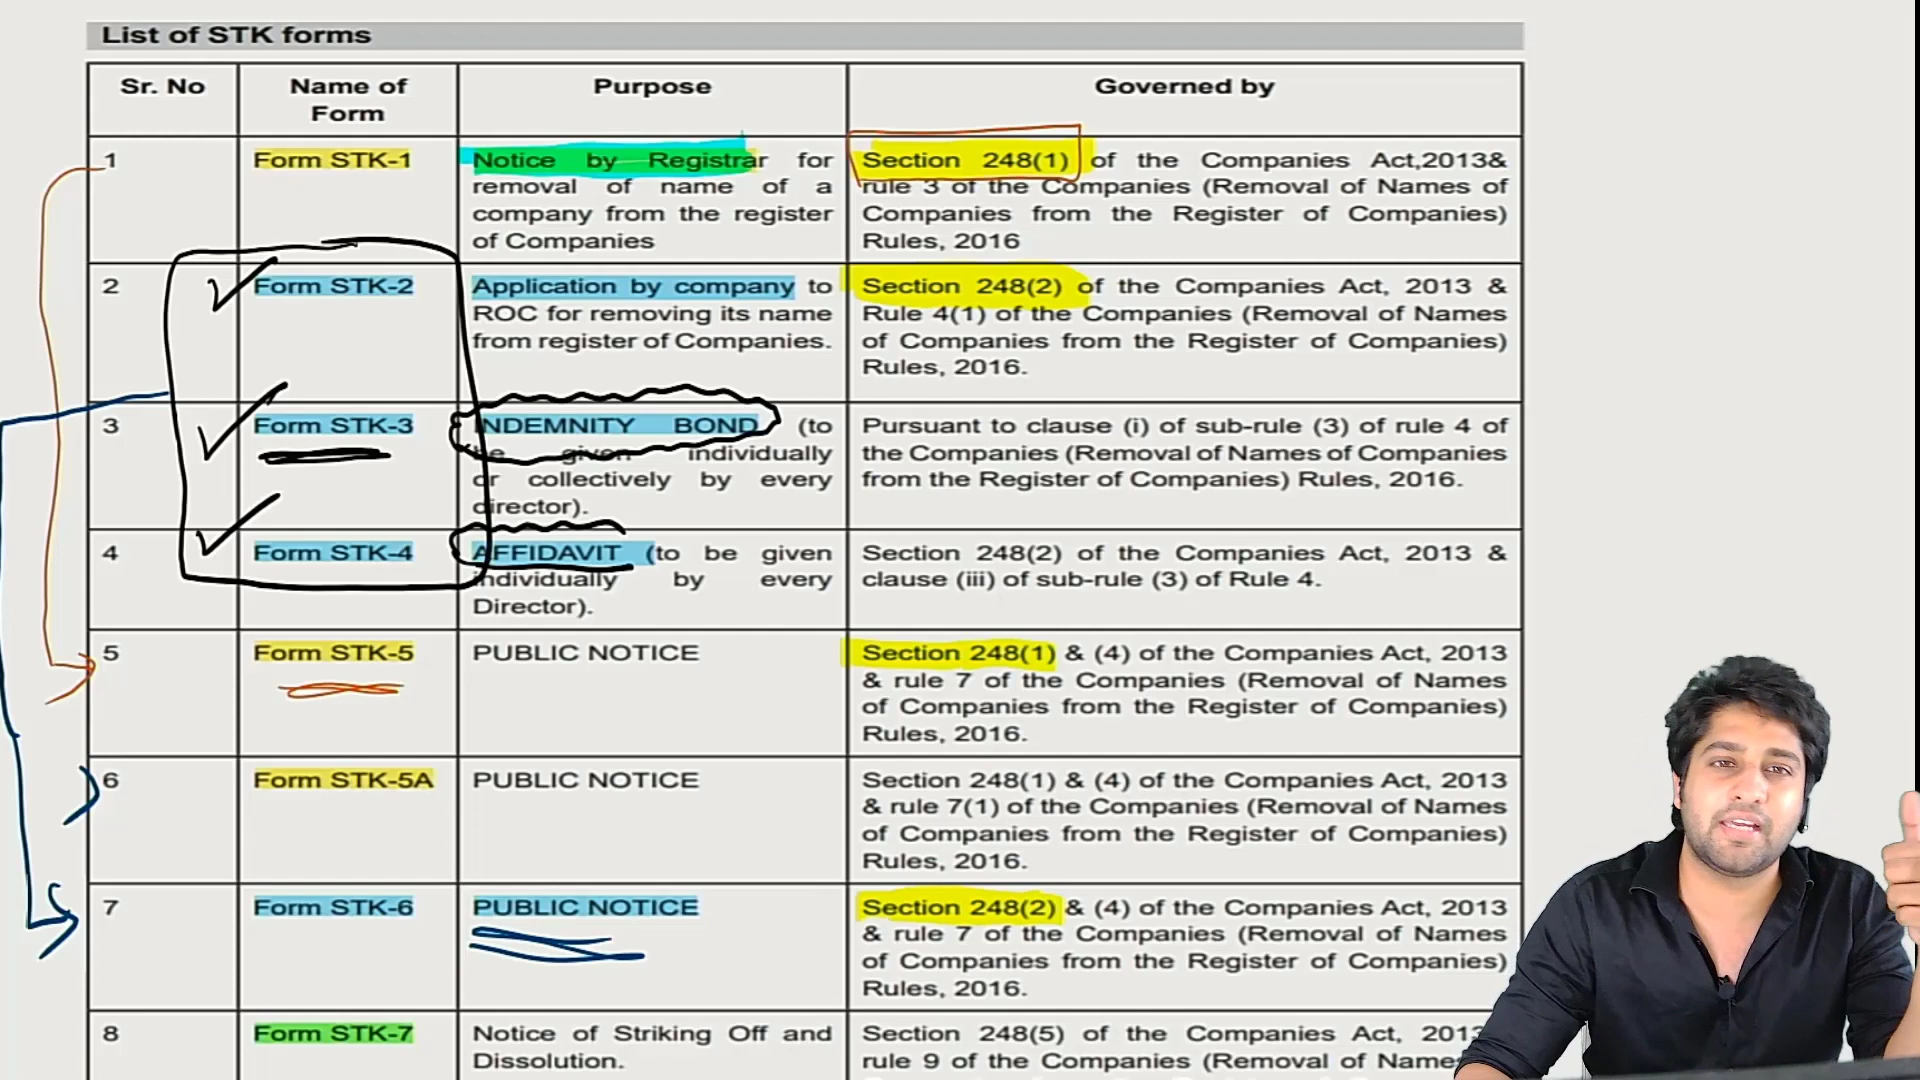 List of STK forms
Sr. No
Name of
Form
Purpose
Governed by
1
Form STK-1
Notice by Registrar for
removal of name of a
company from the register
of Companies
Section 248(1) of the Companies Act,2013&
rule 3 of the Companies (Removal of Names of
Companies from the Register of Companies)
Rules, 2016
2
Form STK-2
Application by company to
ROC for removing its name
from register of Companies.
Section 248(2) of the Companies Act, 2013 &
Rule 4(1) of the Companies (Removal of Names
of Companies from the Register of Companies)
Rules, 2016.
3
Form STK-3
INDEMNITY BOND (to
be given individually
or collectively by every
director).
Pursuant to clause (i) of sub-rule (3) of rule 4 of
the Companies (Removal of Names of Companies
from the Register of Companies) Rules, 2016.
4
Form STK-4
AFFIDAVIT (to be given
individually by every
Director).
Section 248(2) of the Companies Act, 2013 &
clause (iii) of sub-rule (3) of Rule 4.
5
Form STK-5
PUBLIC NOTICE
Section 248(1) & (4) of the Companies Act, 2013
& rule 7 of the Companies (Removal of Names
of Companies from the Register of Companies)
Rules, 2016.
6
Form STK-5A
PUBLIC NOTICE
Section 248(1) & (4) of the Companies Act, 2013
& rule 7(1) of the Companies (Removal of Names
of Companies from the Register of Companies)
Rules, 2016.
7
Form STK-6
PUBLIC NOTICE
Section 248(2) & (4) of the Companies Act, 2013
& rule 7 of the Companies (Removal of Names
of Companies from the Register of Companies)
Rules, 2016.
8
Form STK-7
Notice of Striking Off and
Dissolution.
Section 248(5) of the Companies Act, 2013
rule 9 of the Companies (Removal of Names